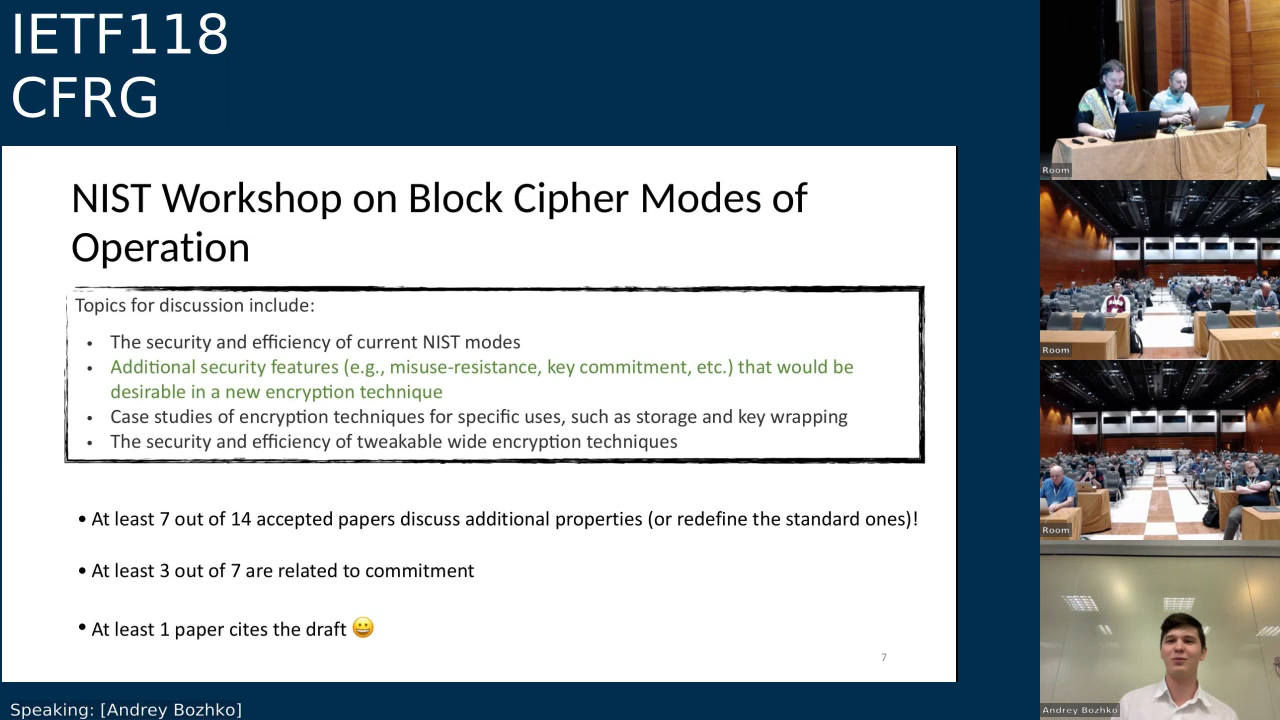 IETF118
CFRG
NIST Workshop on Block Cipher Modes of
Operation
Topics for discussion include:
• The security and efficiency of current NIST modes
• Additional security features (e.g., misuse-resistance, key commitment, etc.) that would be
desirable in a new encryption technique
• Case studies of encryption techniques for specific uses, such as storage and key wrapping
• The security and efficiency of tweakable wide encryption techniques
• At least 7 out of 14 accepted papers discuss additional properties (or redefine the standard ones)!
• At least 3 out of 7 are related to commitment
• At least 1 paper cites the draft 😀
7
Room
Room
Room
Andrey Bozhko
Speaking: [Andrey Bozhko]